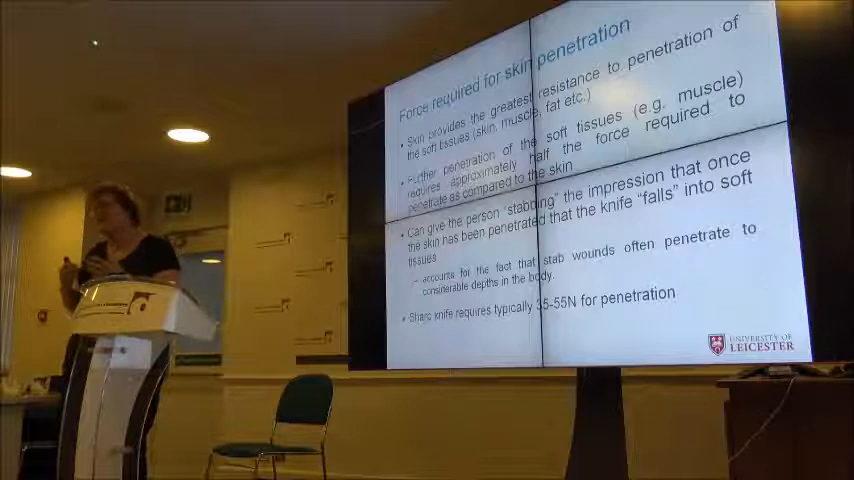 Force required for skin penetration
• Skin provides the greatest resistance to penetration of
the soft tissues (skin, muscle, fat etc.)
• Further penetration of the soft tissues (e.g. muscle)
requires approximately half the force required to
penetrate as compared to the skin
• Can give the person "stabbing" the impression that once
the skin has been penetrated that the knife "falls" into soft
tissues
– accounts for the fact that stab wounds often penetrate to
considerable depths in the body.
• Sharp knife requires typically 35-55N for penetration
UNIVERSITY OF
LEICESTER